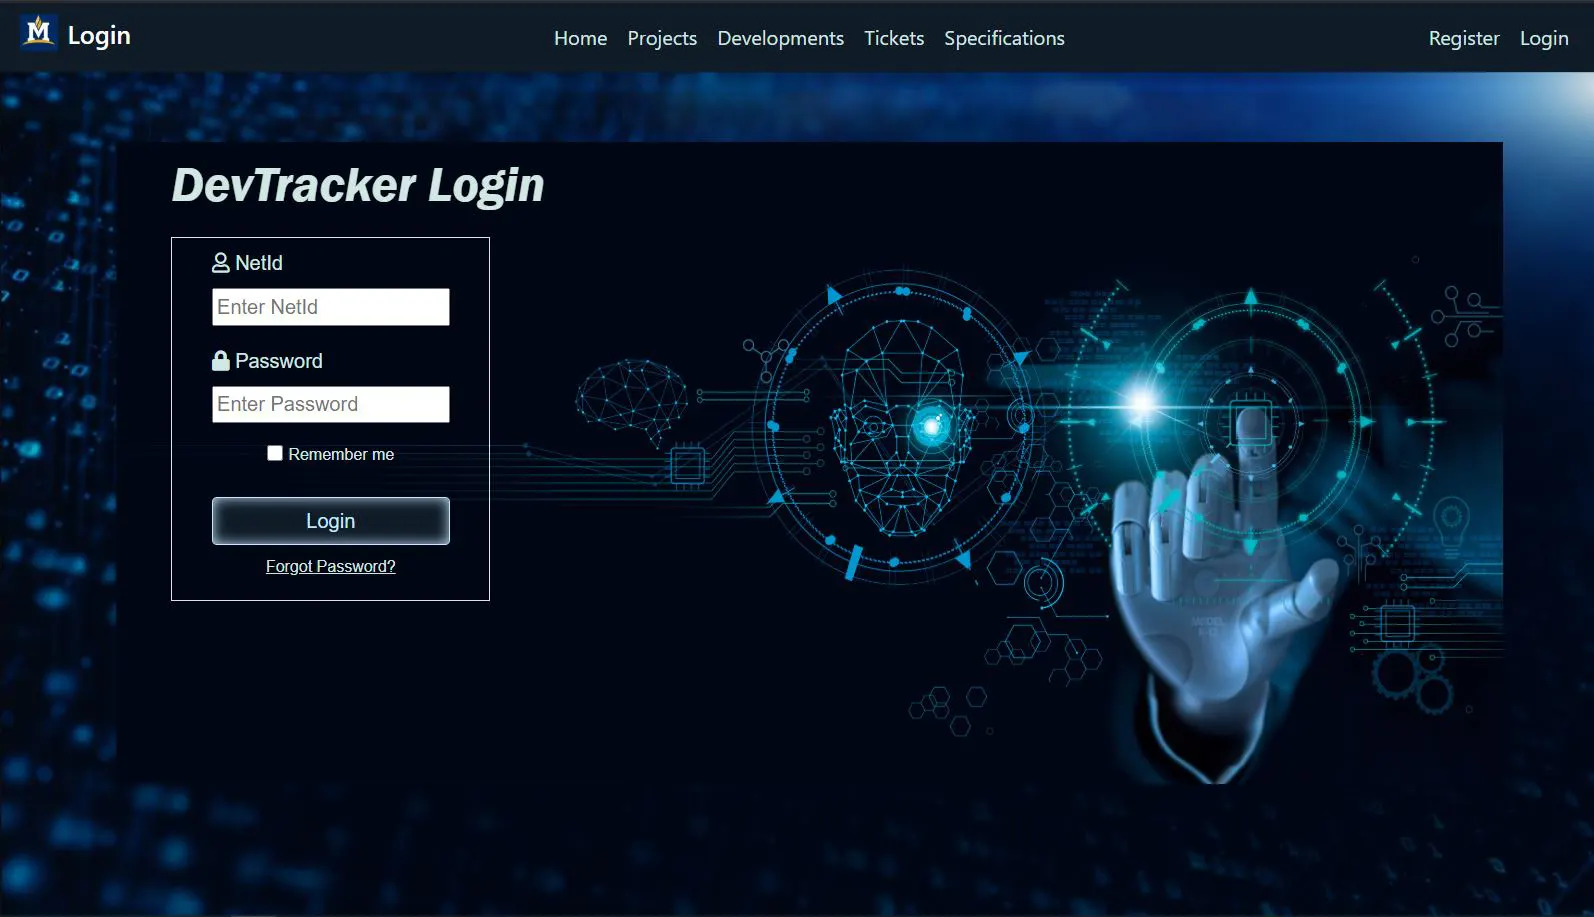 M Login Home Projects Developments Tickets Specifications Register Login
DevTracker Login
NetId
Enter NetId
Password
Enter Password
Remember me
Login
Forgot Password?
MODEL